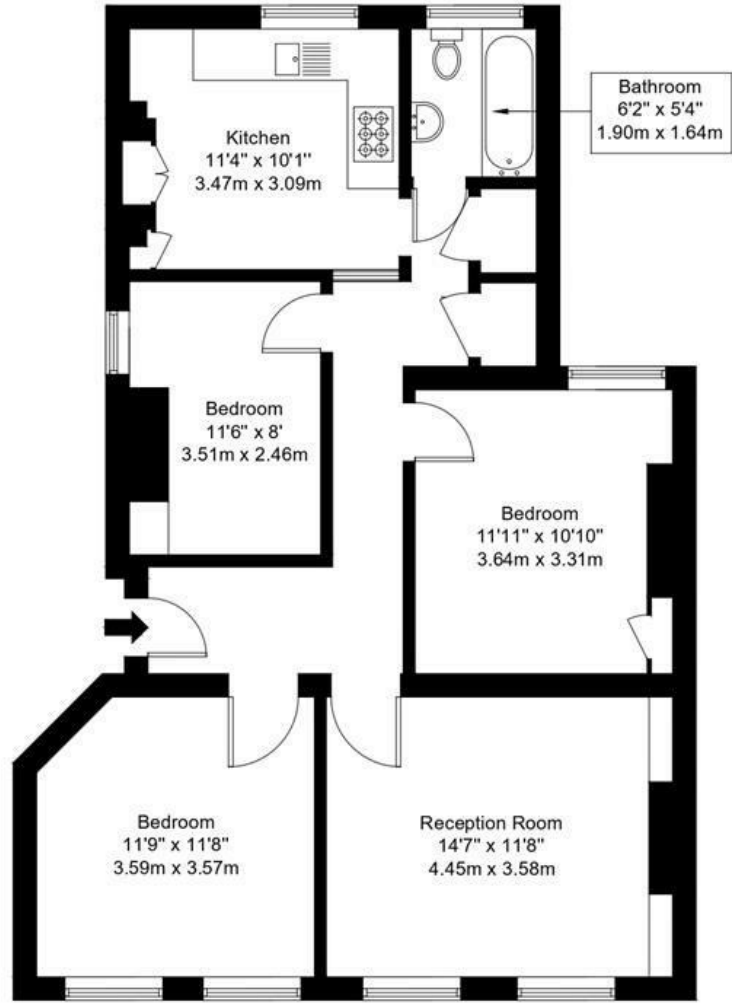 Bathroom
6'2" x 5'4"
1.90m x 1.64m
Kitchen
11'4" x 10'1"
3.47m x 3.09m
Bedroom
11'6" x 8'
3.51m x 2.46m
Bedroom
11'11" x 10'10"
3.64m x 3.31m
Bedroom
11'9" x 11'8"
3.59m x 3.57m
Reception Room
14'7" x 11'8"
4.45m x 3.58m